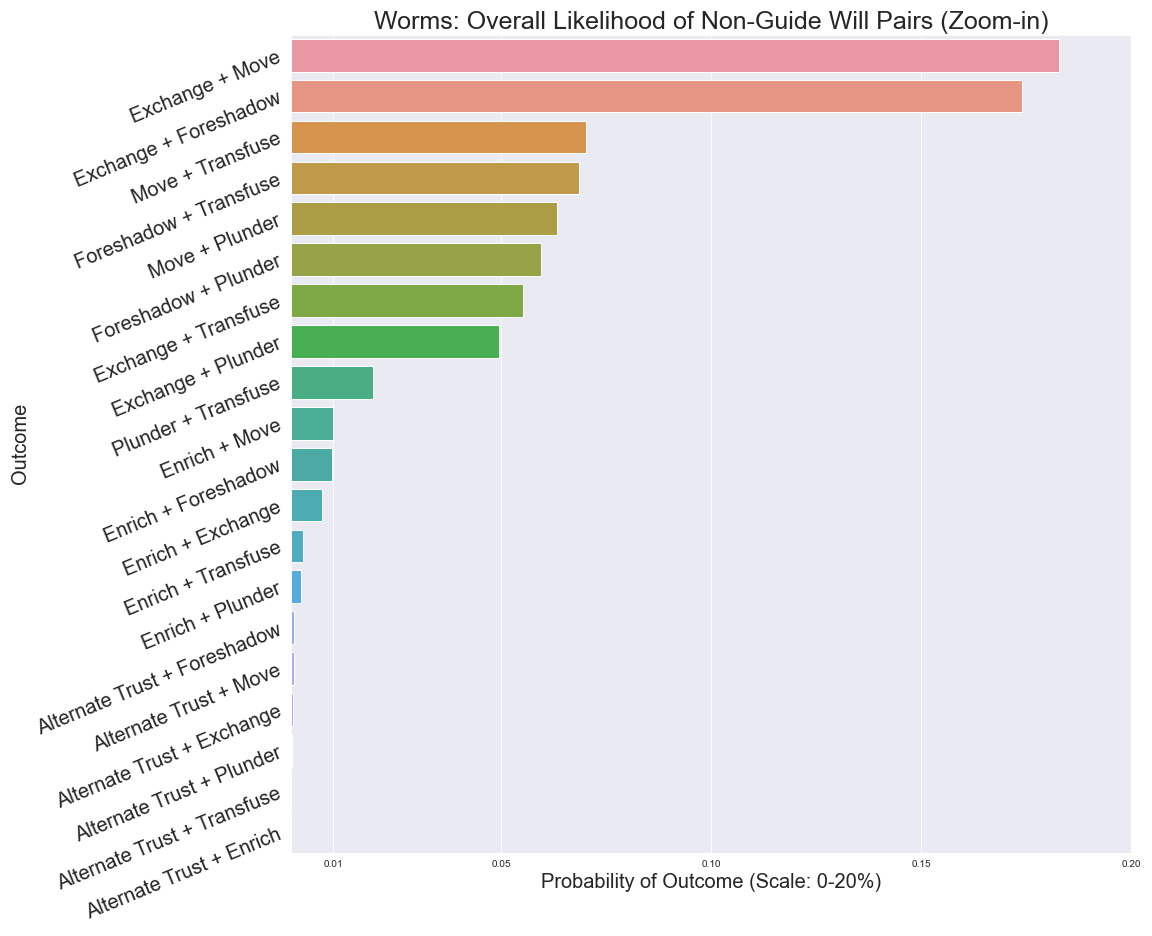 Worms: Overall Likelihood of Non-Guide Will Pairs (Zoom-in)
Outcome
Exchange + Move
Exchange + Foreshadow
Move + Transfuse
Foreshadow + Transfuse
Move + Plunder
Foreshadow + Plunder
Exchange + Transfuse
Exchange + Plunder
Plunder + Transfuse
Enrich + Move
Enrich + Foreshadow
Enrich + Exchange
Enrich + Transfuse
Enrich + Plunder
Alternate Trust + Foreshadow
Alternate Trust + Move
Alternate Trust + Exchange
Alternate Trust + Plunder
Alternate Trust + Transfuse
Alternate Trust + Enrich
0.01 0.05 0.10 0.15 0.20
Probability of Outcome (Scale: 0-20%)